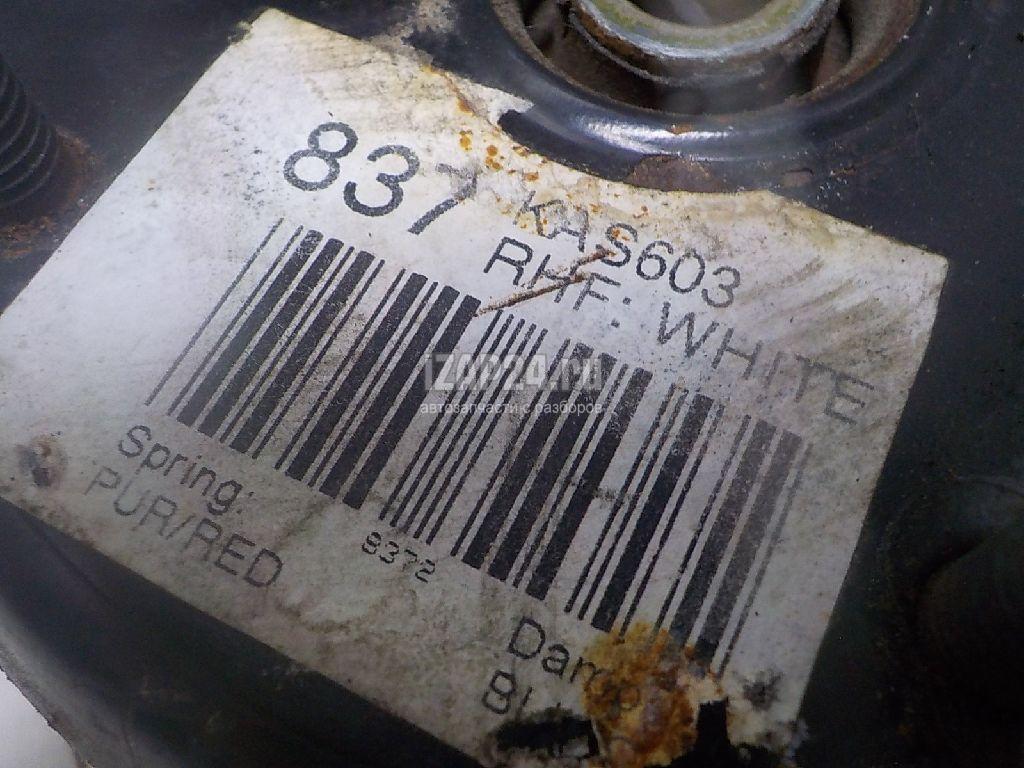 837 KAS603
RHF: WHITE
iZAP24.ru
автозапчасти с разборов
Spring:
PUR/RED
8372